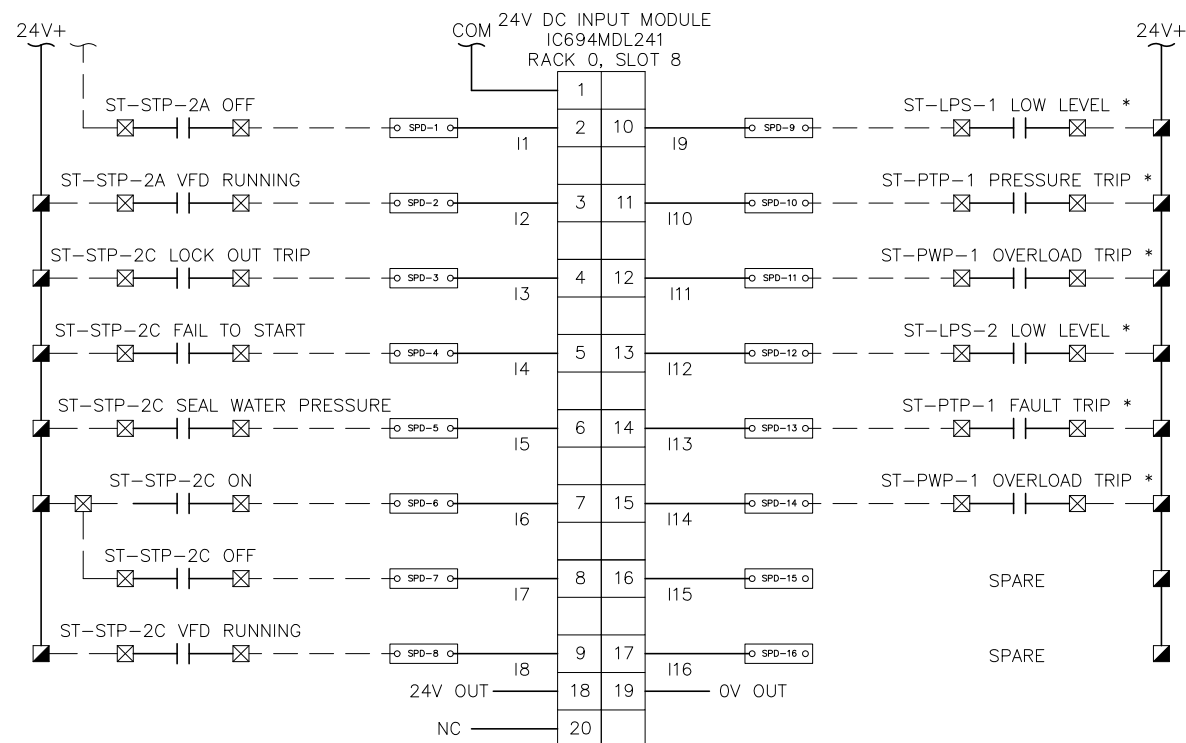 24V+
COM
24V DC INPUT MODULE
IC694MDL241
RACK 0, SLOT 8
24V+
1
ST-STP-2A OFF
SPD-1
I1
2
10
I9
SPD-9
ST-LPS-1 LOW LEVEL *
ST-STP-2A VFD RUNNING
SPD-2
I2
3
11
I10
SPD-10
ST-PTP-1 PRESSURE TRIP *
ST-STP-2C LOCK OUT TRIP
SPD-3
I3
4
12
I11
SPD-11
ST-PWP-1 OVERLOAD TRIP *
ST-STP-2C FAIL TO START
SPD-4
I4
5
13
I12
SPD-12
ST-LPS-2 LOW LEVEL *
ST-STP-2C SEAL WATER PRESSURE
SPD-5
I5
6
14
I13
SPD-13
ST-PTP-1 FAULT TRIP *
ST-STP-2C ON
SPD-6
I6
7
15
I14
SPD-14
ST-PWP-1 OVERLOAD TRIP *
ST-STP-2C OFF
SPD-7
I7
8
16
I15
SPD-15
SPARE
ST-STP-2C VFD RUNNING
SPD-8
I8
9
17
I16
SPD-16
SPARE
24V OUT
18
19
0V OUT
NC
20